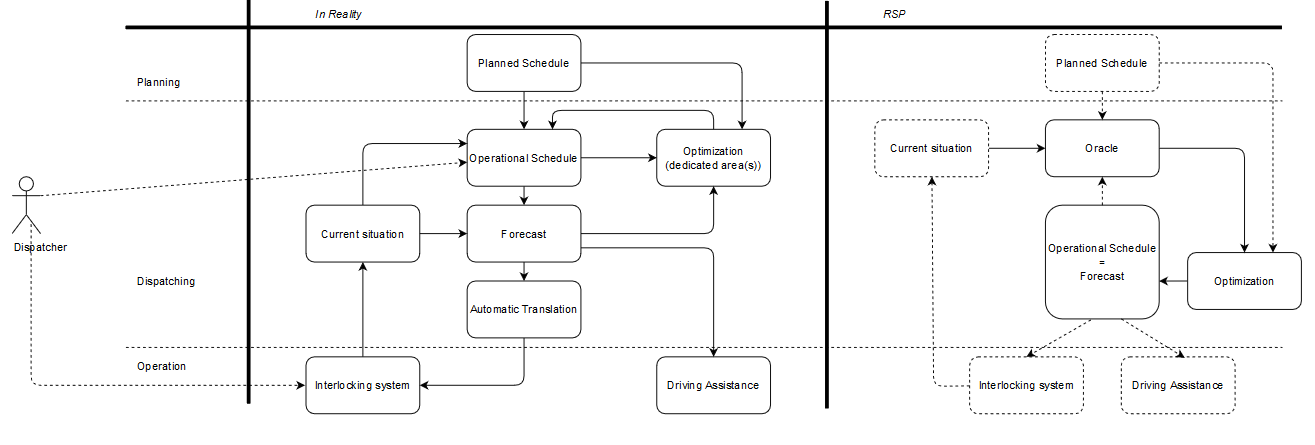 In Reality
RSP
Planned Schedule
Planned Schedule
Planning
Operational Schedule
Optimization
(dedicated area(s))
Current situation
Oracle
Dispatcher
Current situation
Forecast
Operational Schedule
=
Forecast
Dispatching
Automatic Translation
Optimization
Operation
Interlocking system
Driving Assistance
Interlocking system
Driving Assistance